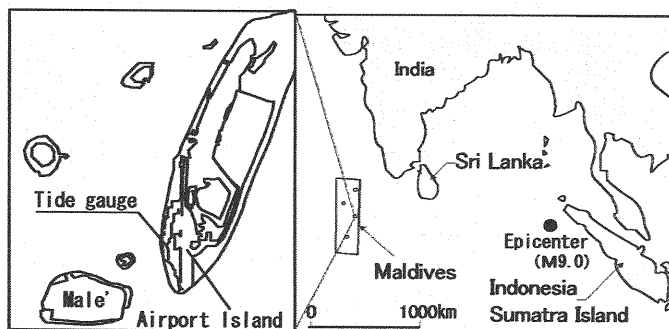 Tide gauge
Male'
Airport Island
India
Sri Lanka
Maldives
Epicenter
(M9.0)
Indonesia
Sumatra Island
0
1000km